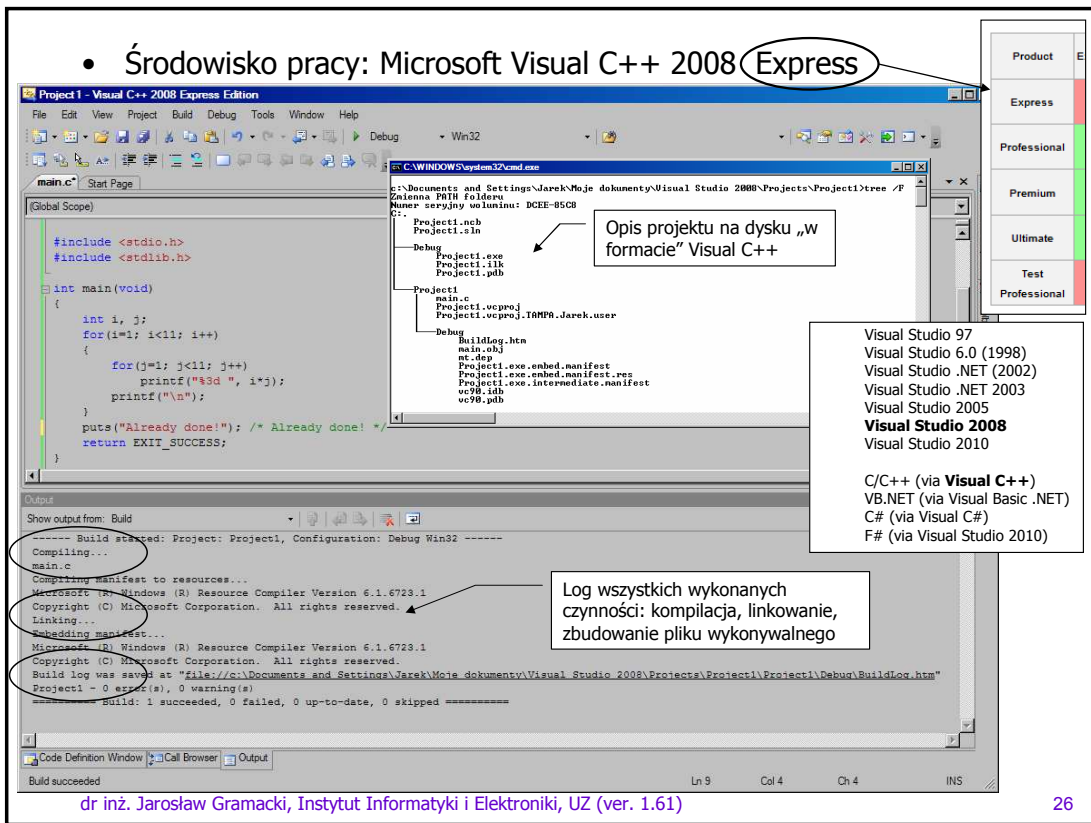 • Środowisko pracy: Microsoft Visual C++ 2008 Express
Product E
Express
Professional
Premium
Ultimate
Test
Professional
Project1 - Visual C++ 2008 Express Edition
File Edit View Project Build Debug Tools Window Help
Debug Win32
main.c* Start Page
(Global Scope)
#include <stdio.h>
#include <stdlib.h>
int main(void)
{
int i, j;
for(i=1; i<11; i++)
{
for(j=1; j<11; j++)
printf("%3d ", i*j);
printf("\n");
}
puts("Already done!"); /* Already done! */
return EXIT_SUCCESS;
}
C:\WINDOWS\system32\cmd.exe
c:\Documents and Settings\Jarek\Moje dokumenty\Visual Studio 2008\Projects\Project1>tree /F
Zmienna PATH folderu
Numer seryjny woluminu: DCEE-85C8
C:.
Project1.ncb
Project1.sln
Debug
Project1.exe
Project1.ilk
Project1.pdb
Project1
main.c
Project1.vcproj
Project1.vcproj.TAMPA.Jarek.user
Debug
BuildLog.htm
main.obj
mt.dep
Project1.exe.embed.manifest
Project1.exe.embed.manifest.res
Project1.exe.intermediate.manifest
vc90.idb
vc90.pdb
Opis projektu na dysku „w
formacie” Visual C++
Visual Studio 97
Visual Studio 6.0 (1998)
Visual Studio .NET (2002)
Visual Studio .NET 2003
Visual Studio 2005
Visual Studio 2008
Visual Studio 2010
C/C++ (via Visual C++)
VB.NET (via Visual Basic .NET)
C# (via Visual C#)
F# (via Visual Studio 2010)
Output
Show output from: Build
------ Build started: Project: Project1, Configuration: Debug Win32 ------
Compiling...
main.c
Compiling manifest to resources...
Microsoft (R) Windows (R) Resource Compiler Version 6.1.6723.1
Copyright (C) Microsoft Corporation. All rights reserved.
Linking...
Embedding manifest...
Microsoft (R) Windows (R) Resource Compiler Version 6.1.6723.1
Copyright (C) Microsoft Corporation. All rights reserved.
Build log was saved at "file://c:\Documents and Settings\Jarek\Moje dokumenty\Visual Studio 2008\Projects\Project1\Project1\Debug\BuildLog.htm"
Project1 - 0 error(s), 0 warning(s)
========== Build: 1 succeeded, 0 failed, 0 up-to-date, 0 skipped ==========
Log wszystkich wykonanych
czynności: kompilacja, linkowanie,
zbudowanie pliku wykonywalnego
Code Definition Window Call Browser Output
Build succeeded Ln 9 Col 4 Ch 4 INS
dr inż. Jarosław Gramacki, Instytut Informatyki i Elektroniki, UZ (ver. 1.61) 26